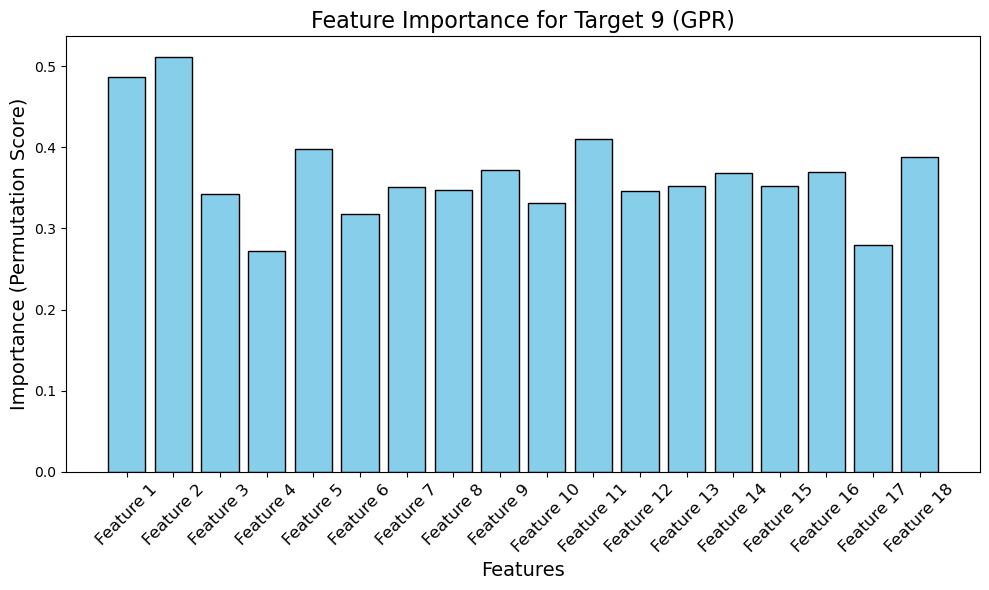 Feature Importance for Target 9 (GPR)
Importance (Permutation Score)
0.5
0.4
0.3
0.2
0.1
0.0
Feature 1
Feature 2
Feature 3
Feature 4
Feature 5
Feature 6
Feature 7
Feature 8
Feature 9
Feature 10
Feature 11
Feature 12
Feature 13
Feature 14
Feature 15
Feature 16
Feature 17
Feature 18
Features